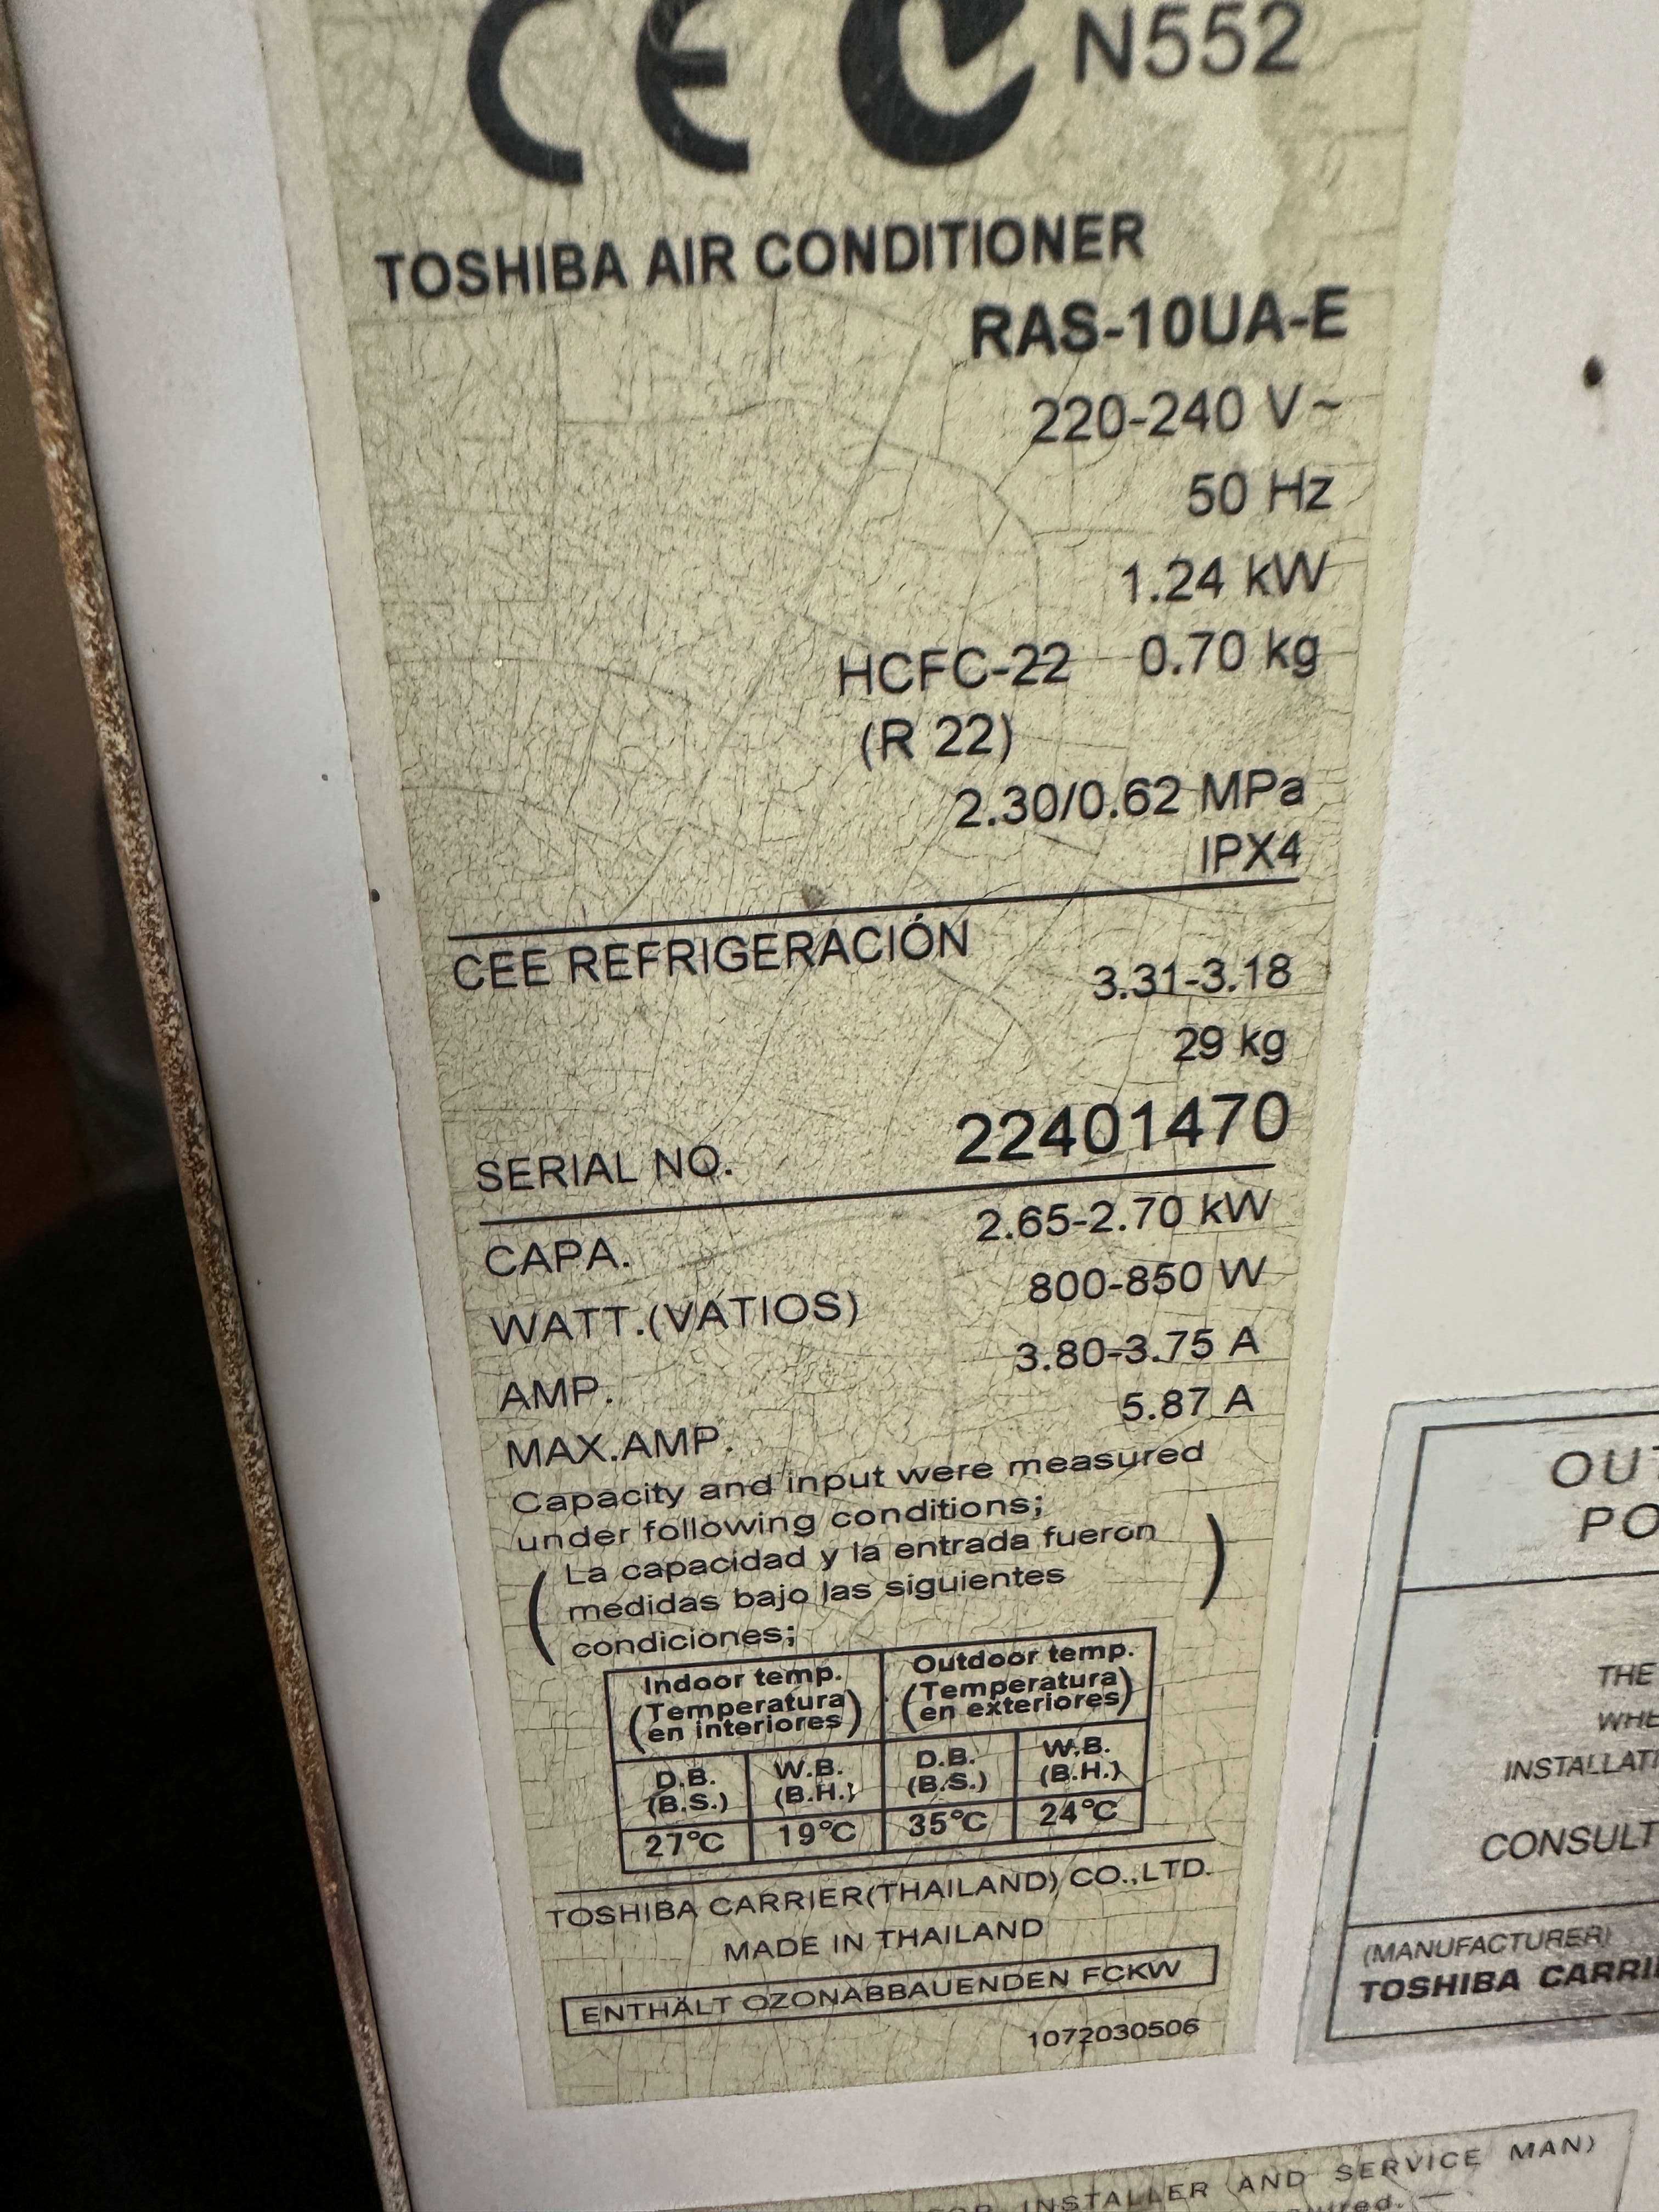 CE N552
TOSHIBA AIR CONDITIONER
RAS-10UA-E
220-240 V~
50 Hz
1.24 kW
HCFC-22 0.70 kg
(R 22)
2.30/0.62 MPa
IPX4
CEE REFRIGERACIÓN 3.31-3.18
29 kg
SERIAL NO. 22401470
CAPA. 2.65-2.70 kW
WATT.(VATIOS) 800-850 W
AMP. 3.80-3.75 A
MAX.AMP. 5.87 A
Capacity and input were measured
under following conditions;
(La capacidad y la entrada fueron
medidas bajo las siguientes
condiciones;)
Indoor temp. Outdoor temp.
(Temperatura (Temperatura
en interiores) en exteriores)
D.B. W.B. D.B. W.B.
(B.S.) (B.H.) (B.S.) (B.H.)
27°C 19°C 35°C 24°C
TOSHIBA CARRIER(THAILAND) CO.,LTD.
MADE IN THAILAND
ENTHÄLT OZONABBAUENDEN FCKW
1072030506
OUT
PO
THE
WHE
INSTALLATI
CONSULT
(MANUFACTURER)
TOSHIBA CARRI
INSTALLER AND SERVICE MAN)